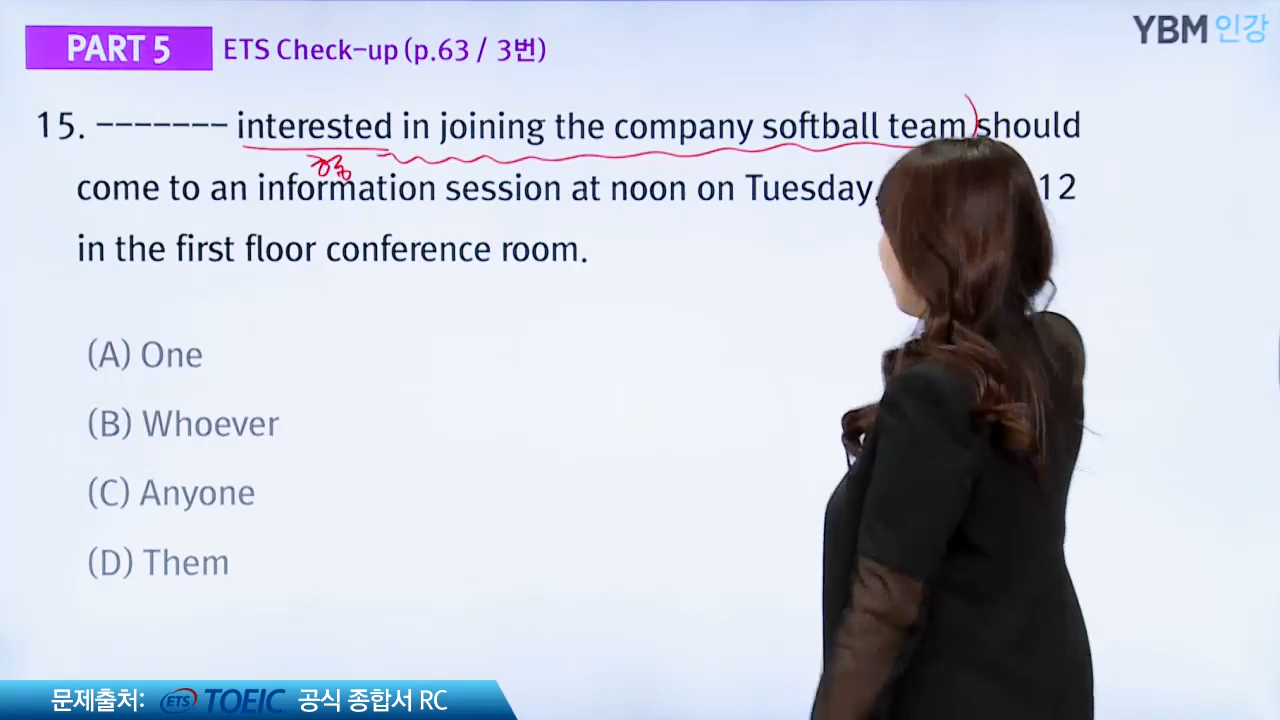 PART 5 ETS Check-up (p.63 / 3번)
YBM 인강
15. ------- interested in joining the company softball team should
형
come to an information session at noon on Tuesday, 12
in the first floor conference room.
(A) One
(B) Whoever
(C) Anyone
(D) Them
문제출처: ETS TOEIC 공식 종합서 RC